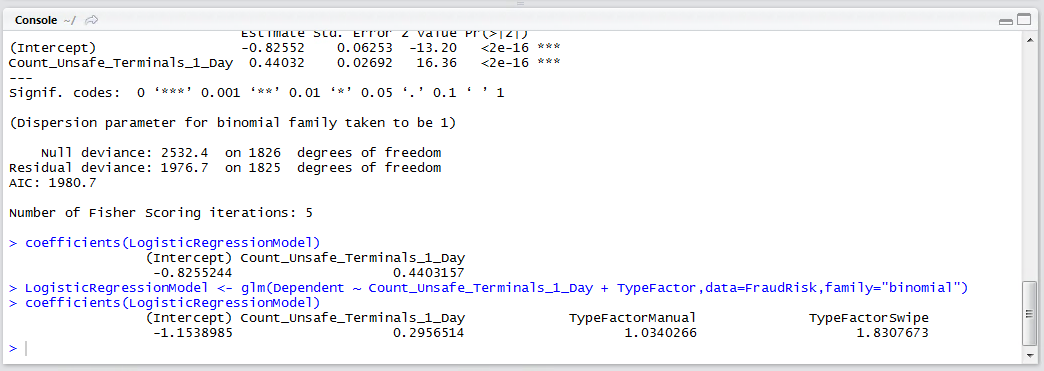 Console ~/
Estimate Std. Error z value Pr(>|z|)
(Intercept) -0.82552 0.06253 -13.20 <2e-16 ***
Count_Unsafe_Terminals_1_Day 0.44032 0.02692 16.36 <2e-16 ***
---
Signif. codes: 0 ‘***’ 0.001 ‘**’ 0.01 ‘*’ 0.05 ‘.’ 0.1 ‘ ’ 1
(Dispersion parameter for binomial family taken to be 1)
Null deviance: 2532.4 on 1826 degrees of freedom
Residual deviance: 1976.7 on 1825 degrees of freedom
AIC: 1980.7
Number of Fisher Scoring iterations: 5
> coefficients(LogisticRegressionModel)
(Intercept) Count_Unsafe_Terminals_1_Day
-0.8255244 0.4403157
> LogisticRegressionModel <- glm(Dependent ~ Count_Unsafe_Terminals_1_Day + TypeFactor,data=FraudRisk,family="binomial")
> coefficients(LogisticRegressionModel)
(Intercept) Count_Unsafe_Terminals_1_Day TypeFactorManual TypeFactorSwipe
-1.1538985 0.2956514 1.0340266 1.8307673
>